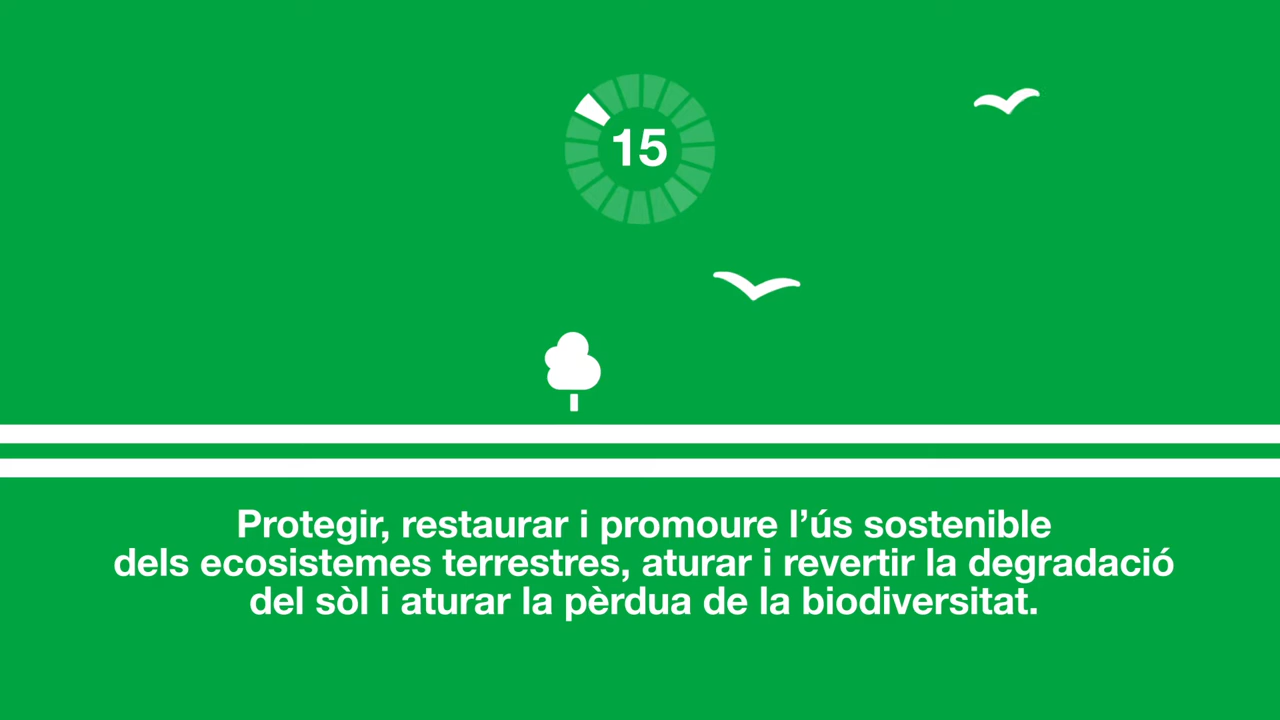 15
Protegir, restaurar i promoure l’ús sostenible
dels ecosistemes terrestres, aturar i revertir la degradació
del sòl i aturar la pèrdua de la biodiversitat.